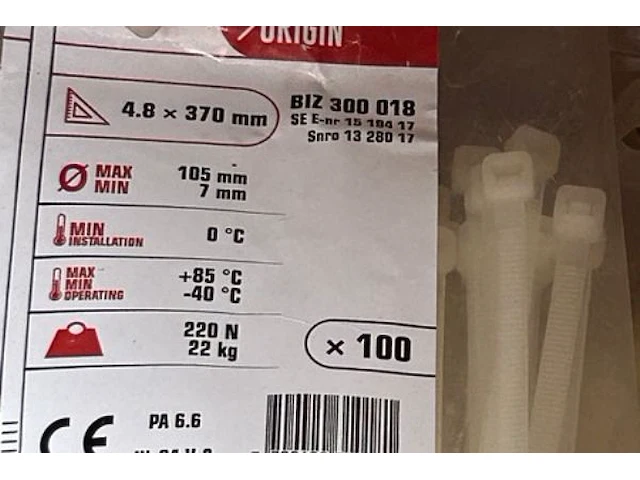 ORIGIN
4.8 × 370 mm
BIZ 300 018
SE E-nr 15 194 17
Snro 13 280 17
MAX 105 mm
MIN 7 mm
MIN INSTALLATION 0 °C
MAX +85 °C
MIN -40 °C
OPERATING
220 N
22 kg
× 100
CE PA 6.6